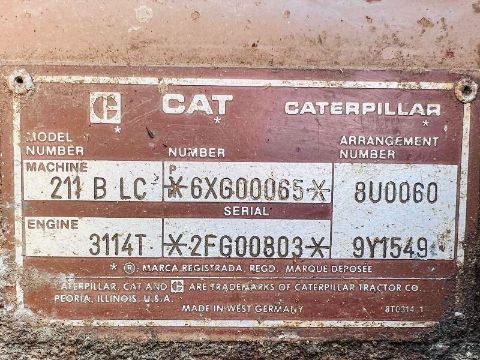 C CAT CATERPILLAR
* * *
MODEL NUMBER NUMBER ARRANGEMENT NUMBER
MACHINE P
211 B LC *6XG00065* 8U0060
SERIAL
ENGINE
3114T *2FG00803* 9Y1549
* ® MARCA REGISTRADA, REGD. MARQUE DEPOSEE
CATERPILLAR, CAT AND C ARE TRADEMARKS OF CATERPILLAR TRACTOR CO.
PEORIA, ILLINOIS, U.S.A.
MADE IN WEST GERMANY 8T0314 1